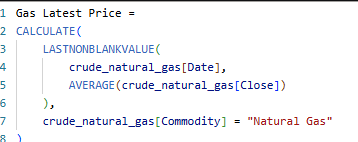 1 Gas Latest Price =
2 CALCULATE(
3     LASTNONBLANKVALUE(
4         crude_natural_gas[Date],
5         AVERAGE(crude_natural_gas[Close])
6     ),
7     crude_natural_gas[Commodity] = "Natural Gas"
8 )